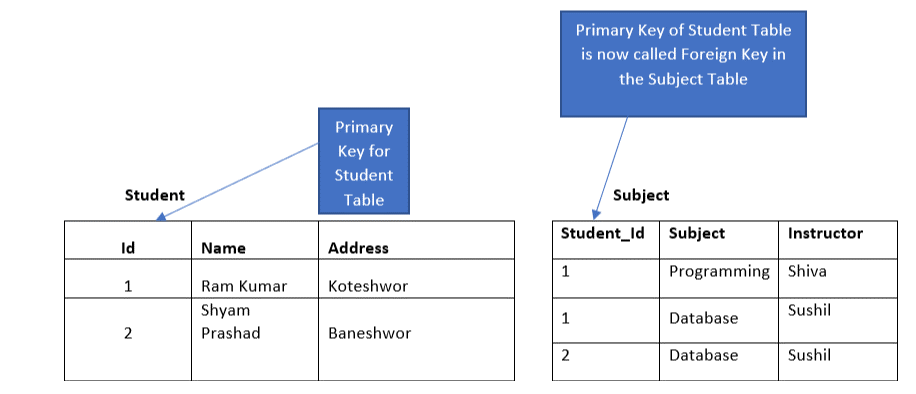 Primary Key of Student Table
is now called Foreign Key in
the Subject Table
Primary
Key for
Student
Table
Student
Id Name Address
1 Ram Kumar Koteshwor
2 Shyam
Prashad Baneshwor
Subject
Student_Id Subject Instructor
1 Programming Shiva
1 Database Sushil
2 Database Sushil